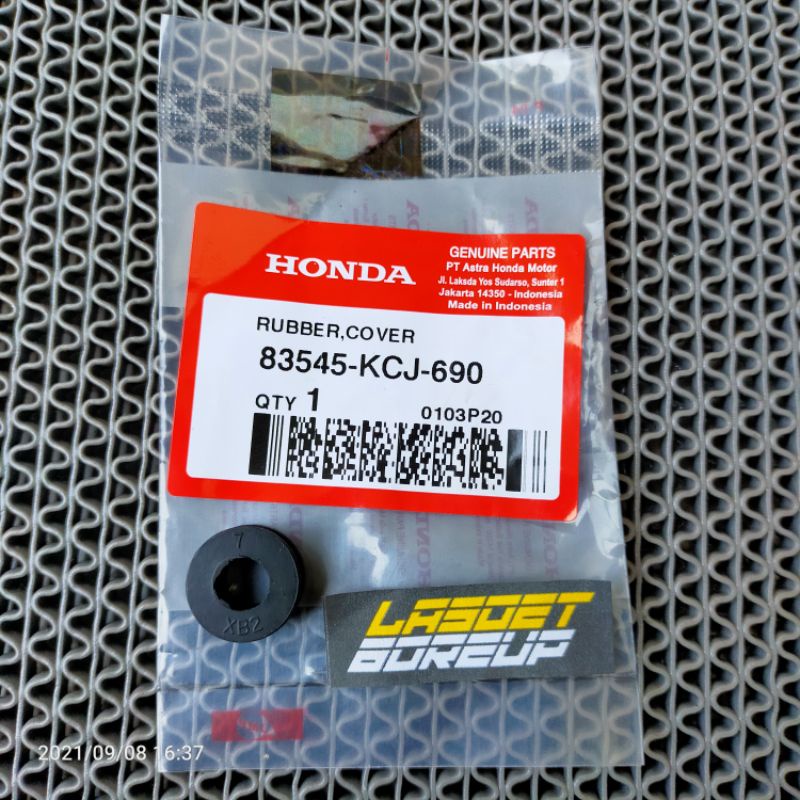 HONDA
GENUINE PARTS
PT Astra Honda Motor
Jl. Laksda Yos Sudarso, Sunter 1
Jakarta 14350 - Indonesia
Made in Indonesia
RUBBER,COVER
83545-KCJ-690
QTY 1
0103P20
7
XB2
LASDET
BOREUP
2021/09/08 16:37